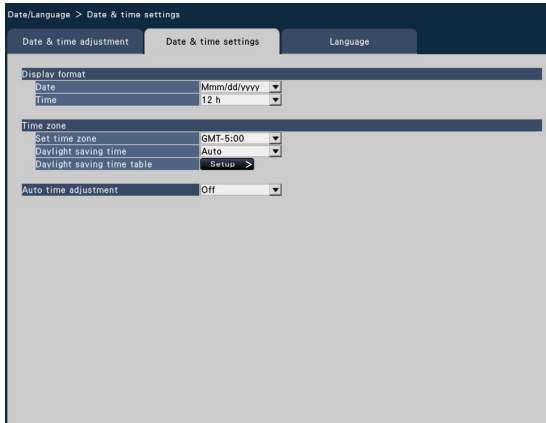 Date/Language > Date & time settings
Date & time adjustment Date & time settings Language
Display format
Date Mmm/dd/yyyy
Time 12 h
Time zone
Set time zone GMT-5:00
Daylight saving time Auto
Daylight saving time table Setup >
Auto time adjustment Off